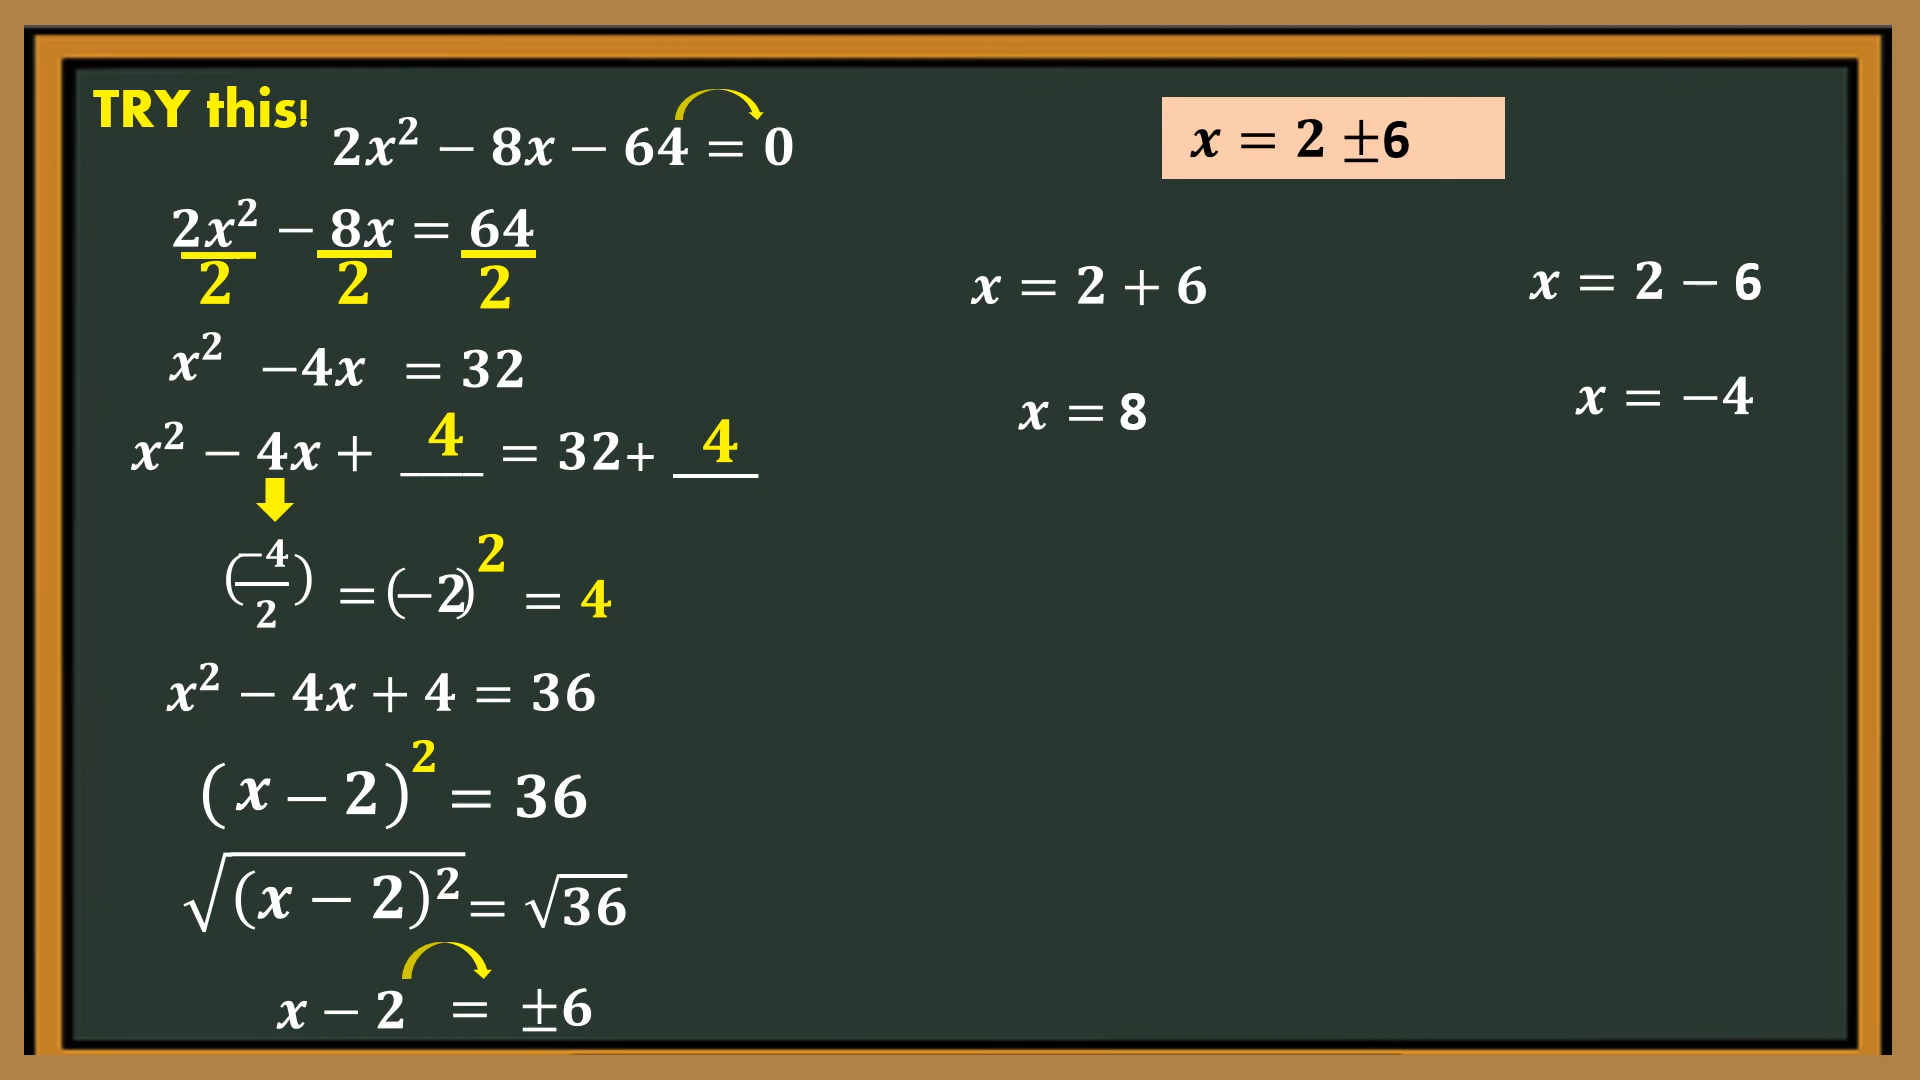 TRY this!
2x² − 8x − 64 = 0
2x² − 8x = 64
2 2 2
x² −4x = 32
x² − 4x + 4 = 32+ 4
(−4/2) = (−2)² = 4
x² − 4x + 4 = 36
(x − 2)² = 36
√(x − 2)² = √36
x − 2 = ±6
x = 2 ±6
x = 2 + 6
x = 8
x = 2 − 6
x = −4